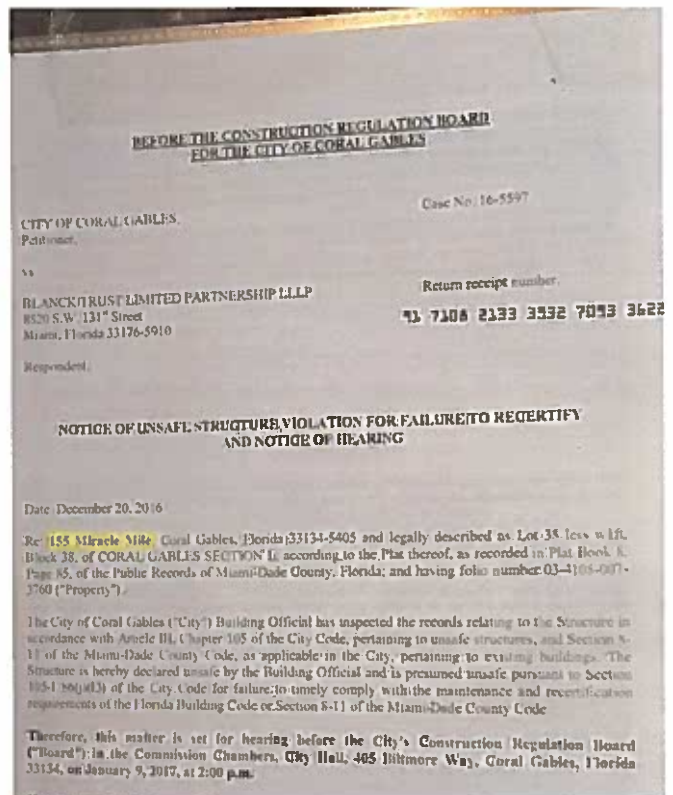 BEFORE THE CONSTRUCTION REGULATION BOARD
FOR THE CITY OF CORAL GABLES
CITY OF CORAL GABLES,
Petitioner,
Case No. 16-5597
vs
BLANCK/TRUST LIMITED PARTNERSHIP LLLP
8520 S.W. 131st Street
Miami, Florida 33176-5910
Return receipt number:
91 7108 2133 3932 7093 3622
Respondent.
NOTICE OF UNSAFE STRUCTURE VIOLATION FOR FAILURE TO RECERTIFY
AND NOTICE OF HEARING
Date: December 20, 2016
Re: 155 Miracle Mile, Coral Gables, Florida 33134-5405 and legally described as Lot 38 less
Block 38, of CORAL GABLES SECTION L, according to the Plat thereof, as recorded in Plat Book 8,
Page 85, of the Public Records of Miami-Dade County, Florida; and having folio number 03-4108-007-
3760 ("Property").
The City of Coral Gables ("City") Building Official has inspected the records relating to the Structure in
accordance with Article III, Chapter 105 of the City Code, pertaining to unsafe structures, and Section 8-
11 of the Miami-Dade County Code, as applicable in the City, pertaining to existing buildings. The
Structure is hereby declared unsafe by the Building Official and is presumed unsafe pursuant to Section
of the City Code for failure to timely comply with the maintenance and recertification
requirements of the Florida Building Code or Section 8-11 of the Miami-Dade County Code
Therefore, this matter is set for hearing before the City's Construction Regulation Board
("Board") in the Commission Chambers, City Hall, 405 Biltmore Way, Coral Gables, Florida
33134, on January 9, 2017, at 2:00 p.m.